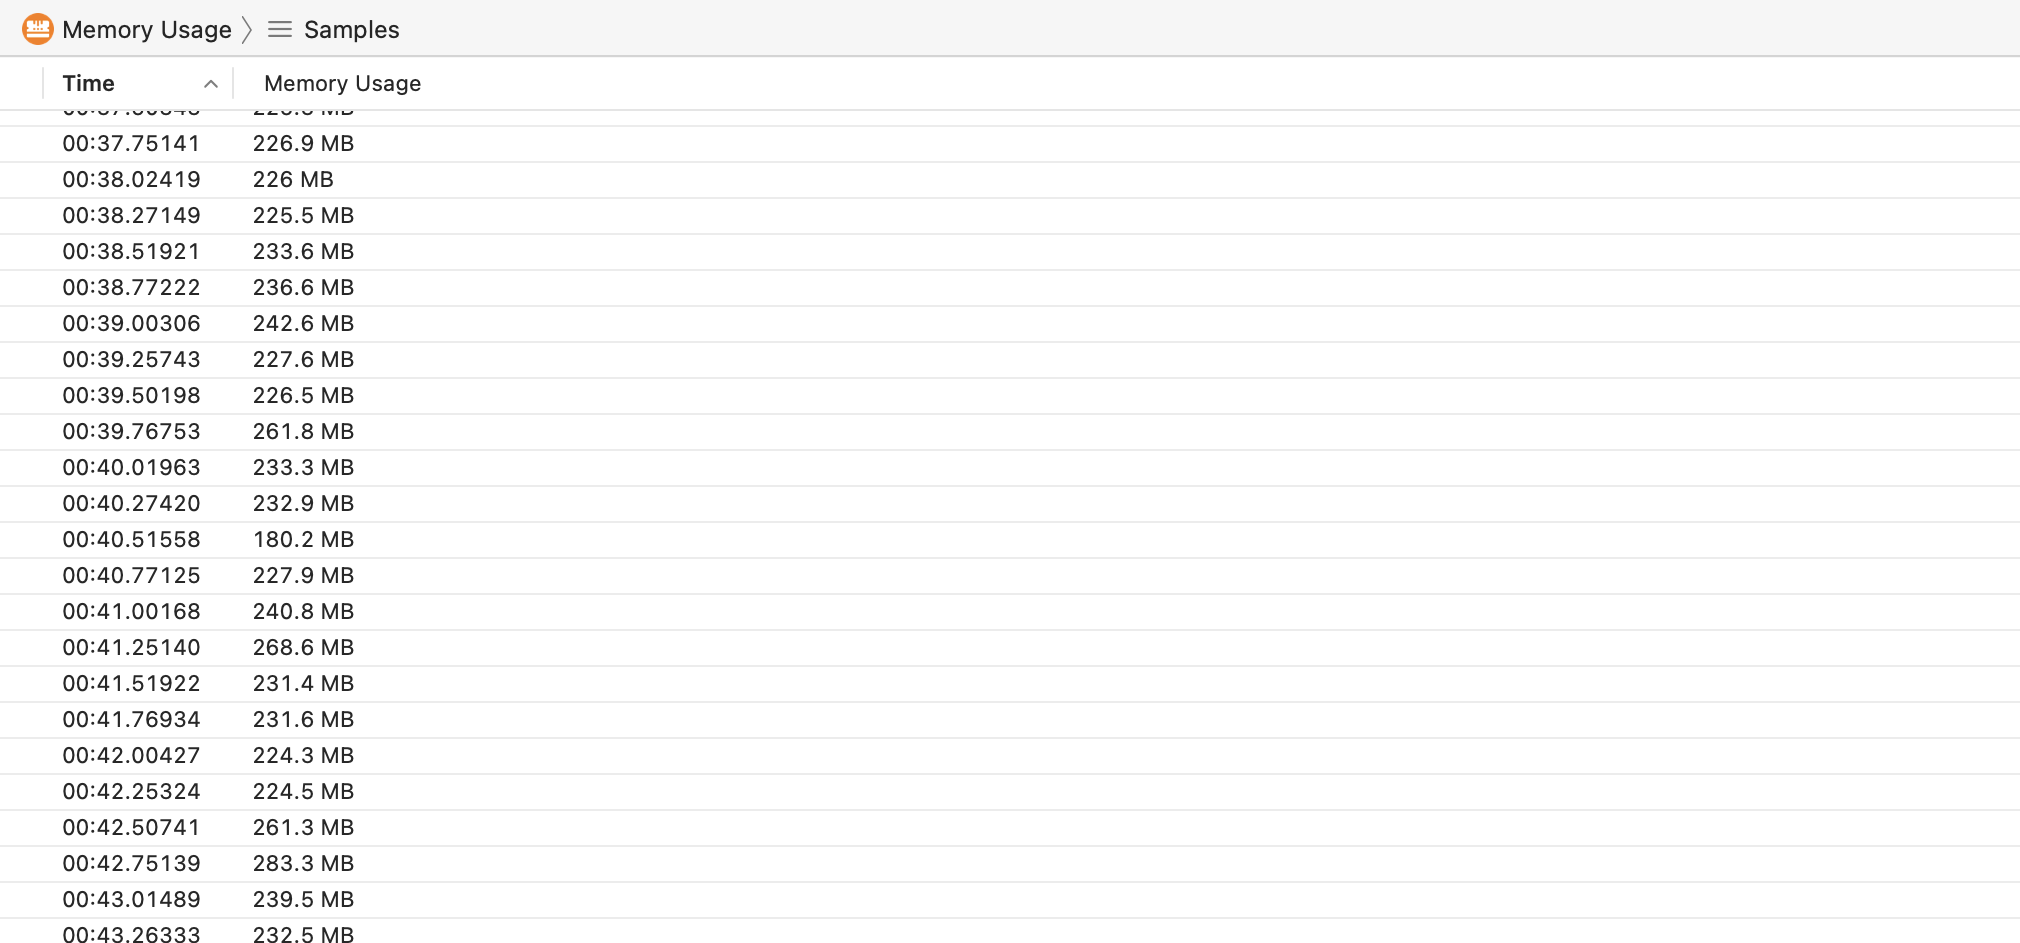 Memory Usage Samples
Time Memory Usage
00:37.75141 226.9 MB
00:38.02419 226 MB
00:38.27149 225.5 MB
00:38.51921 233.6 MB
00:38.77222 236.6 MB
00:39.00306 242.6 MB
00:39.25743 227.6 MB
00:39.50198 226.5 MB
00:39.76753 261.8 MB
00:40.01963 233.3 MB
00:40.27420 232.9 MB
00:40.51558 180.2 MB
00:40.77125 227.9 MB
00:41.00168 240.8 MB
00:41.25140 268.6 MB
00:41.51922 231.4 MB
00:41.76934 231.6 MB
00:42.00427 224.3 MB
00:42.25324 224.5 MB
00:42.50741 261.3 MB
00:42.75139 283.3 MB
00:43.01489 239.5 MB
00:43.26333 232.5 MB